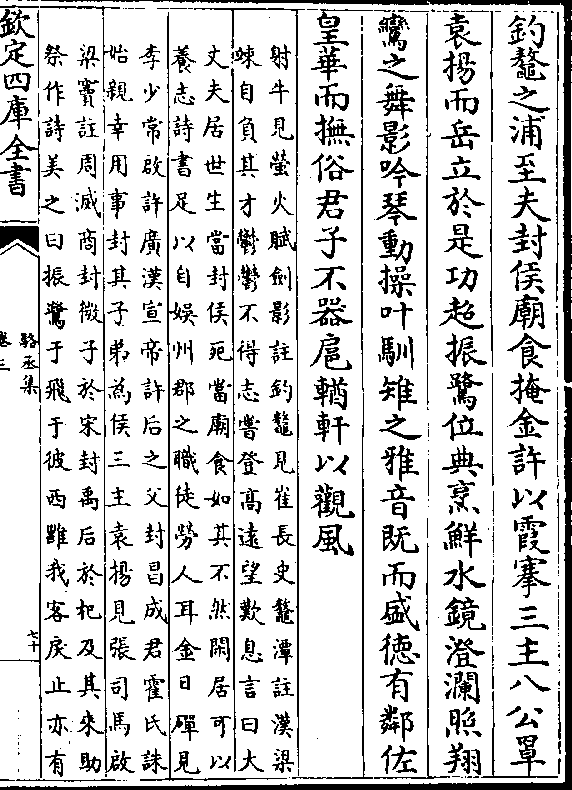 釣鼇之浦至夫封侯廟食掩金許以霞搴三主八公單
袁揚而岳立於是功超振鷺位典烹鮮水鏡澄瀾照翔
鸞之舞影吟琴動操叶馴雉之雅音既而盛德有鄰佐
皇華而撫俗君子不器扈輶軒以觀風
射牛見螢火賦劍影註釣鼇見崔長史鼇潭註漢梁
竦自負其才鬱鬱不得志嘗登高遠望歎息言曰大
丈夫居世生當封侯死當廟食如其不然閑居可以
養志詩書足以自娛州郡之職徒勞人耳金日磾見
李少常啟許廣漢宣帝許后之父封昌成君霍氏誅
始親幸用事封其子弟為侯三主袁揚見張司馬啟
梁竇註周滅商封微子於宋封禹后於杞及其來助
祭作詩美之曰振鷺于飛于彼西雝我客戾止亦有
欽定四庫全書
駱丞集
卷三
七十